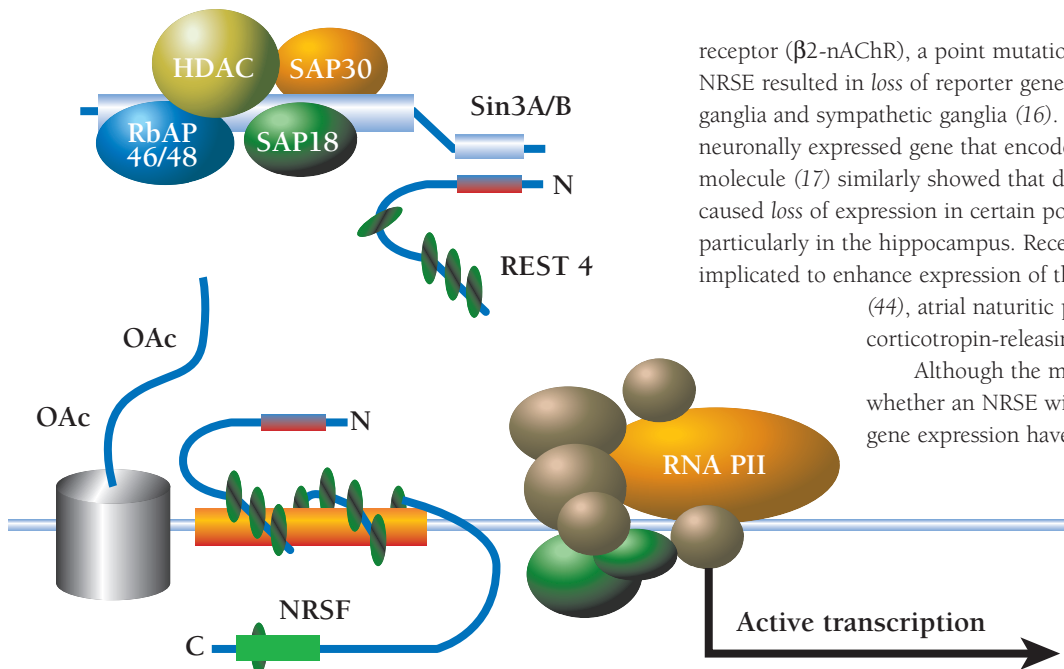 HDAC
SAP30
RbAP
46/48
SAP18
Sin3A/B
N
REST 4
OAc
OAc
N
NRSF
C
RNA PII
Active transcription
receptor (β2-nAChR), a point mutatio
NRSE resulted in loss of reporter gene
ganglia and sympathetic ganglia (16).
neuronally expressed gene that encode
molecule (17) similarly showed that d
caused loss of expression in certain po
particularly in the hippocampus. Rece
implicated to enhance expression of th
(44), atrial naturitic p
corticotropin-releasin
Although the m
whether an NRSE wi
gene expression have